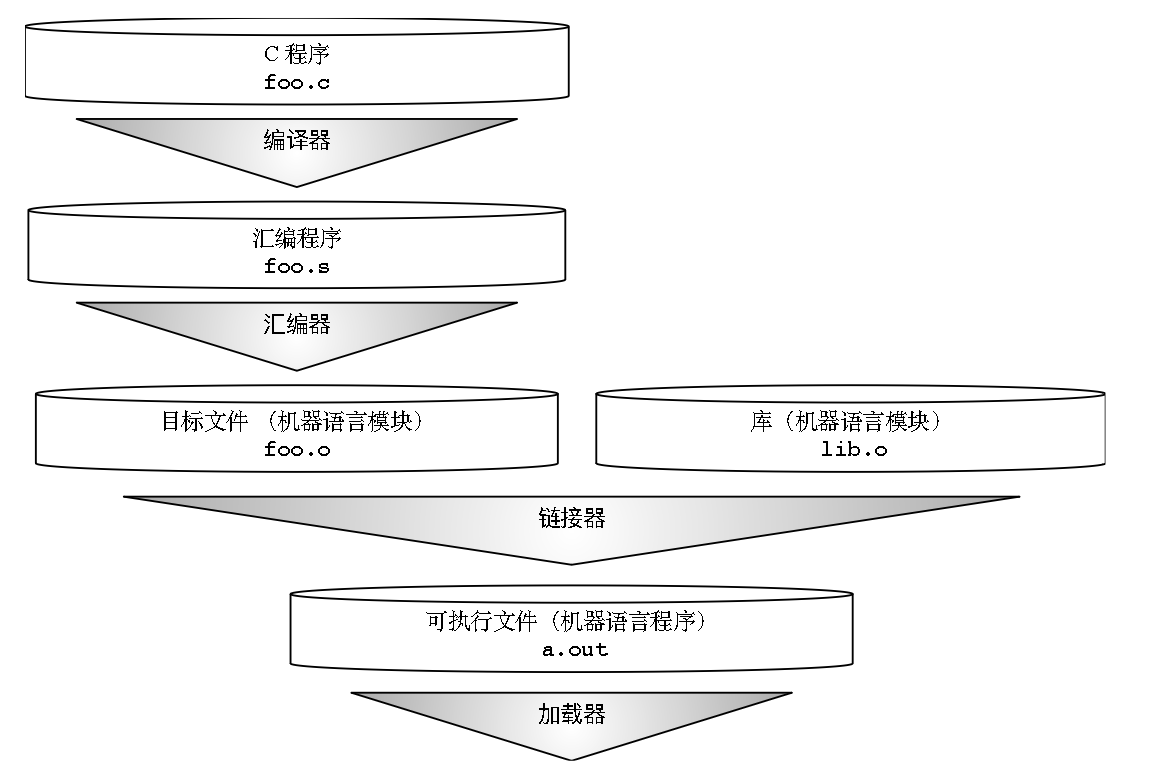 C 程序
foo.c
编译器
汇编程序
foo.s
汇编器
目标文件 （机器语言模块）
foo.o
库（机器语言模块）
lib.o
链接器
可执行文件（机器语言程序）
a.out
加载器